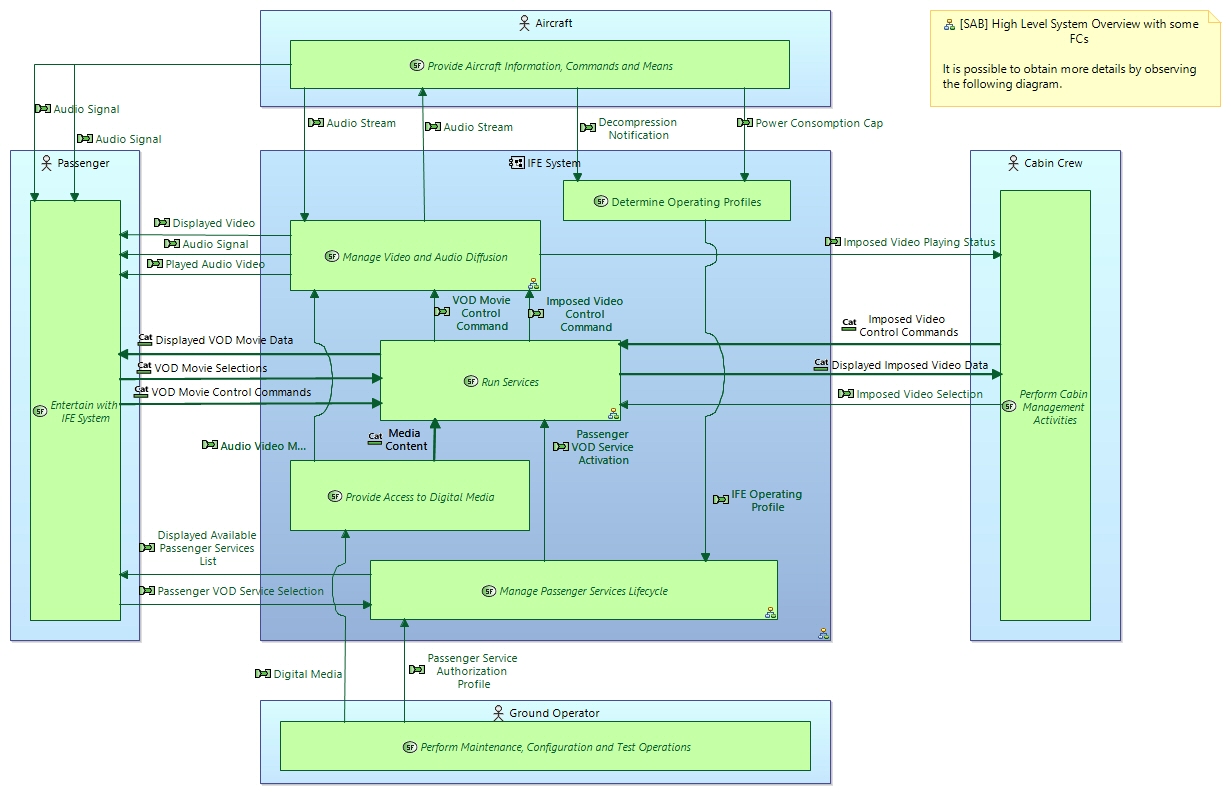 Aircraft
Provide Aircraft Information, Commands and Means
[SAB] High Level System Overview with some
FCs
It is possible to obtain more details by observing
the following diagram.
Audio Signal
Audio Signal
Audio Stream
Audio Stream
Decompression
Notification
Power Consomption Cap
Passenger
IFE System
Cabin Crew
Determine Operating Profiles
Displayed Video
Audio Signal
Played Audio Video
Manage Video and Audio Diffusion
Imposed Video Playing Status
VOD Movie
Control
Command
Imposed Video
Control
Command
Imposed Video
Control Commands
Cat
Cat
Displayed VOD Movie Data
Cat
VOD Movie Selections
Cat
VOD Movie Control Commands
Run Services
Cat
Displayed Imposed Video Data
Imposed Video Selection
SF
Entertain with
IFE System
SF
Perform Cabin
Management
Activities
Audio Video M...
Cat
Media
Content
Passenger
VOD Service
Activation
Provide Access to Digital Media
IFE Operating
Profile
Displayed Available
Passenger Services
List
Passenger VOD Service Selection
Manage Passenger Services Lifecycle
Digital Media
Passenger Service
Authorization
Profile
Ground Operator
Perform Maintenance, Configuration and Test Operations